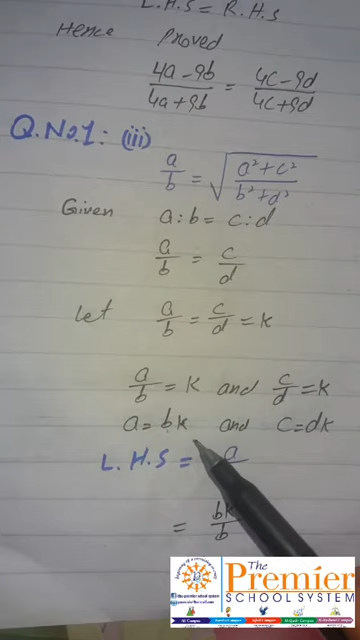 L.H.S = R.H.S
Hence Proved
4a-9b/4a+9b = 4c-9d/4c+9d
Q.No.1: (iii)
a/b = √(a²+c²/b²+d²)
Given a:b = c:d
a/b = c/d
Let a/b = c/d = k
a/b = k and c/d = k
a = bk and c = dk
L.H.S = a
= bk/b
The
Premier
SCHOOL SYSTEM